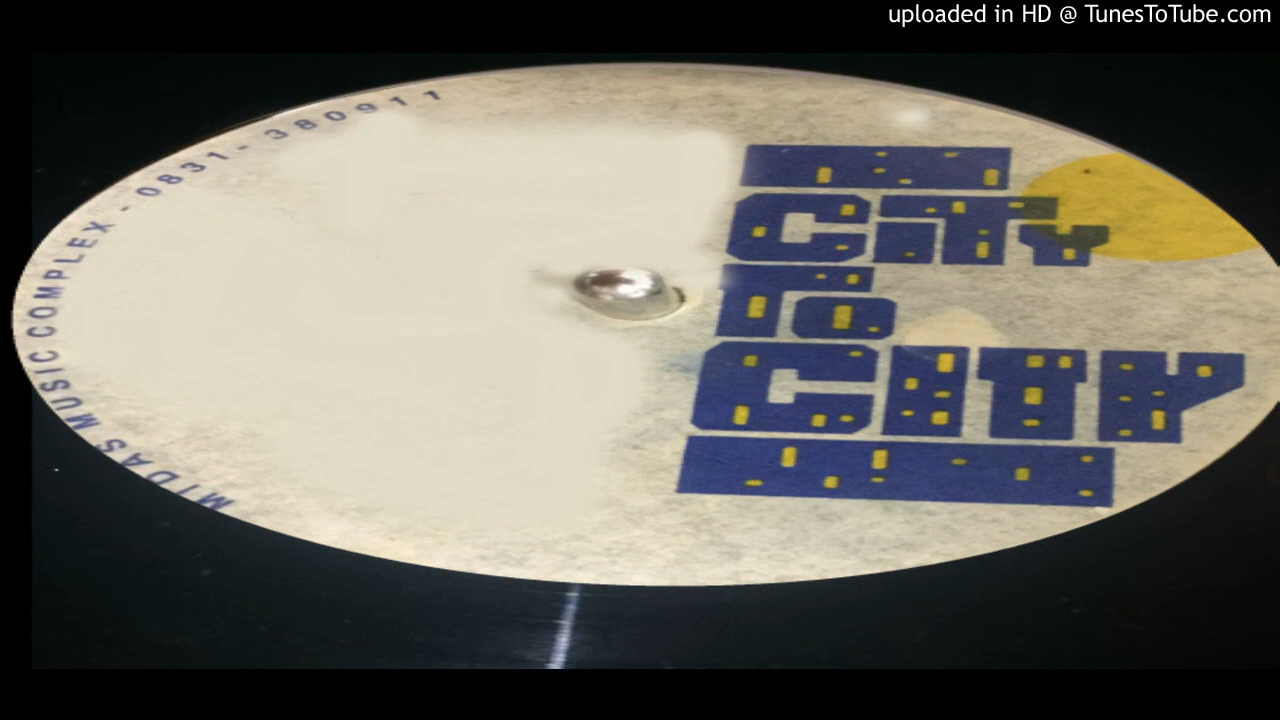 uploaded in HD @ TunesToTube.com
CITY
TO
CITY
MIDAS MUSIC COMPLEX - 0831- 380911